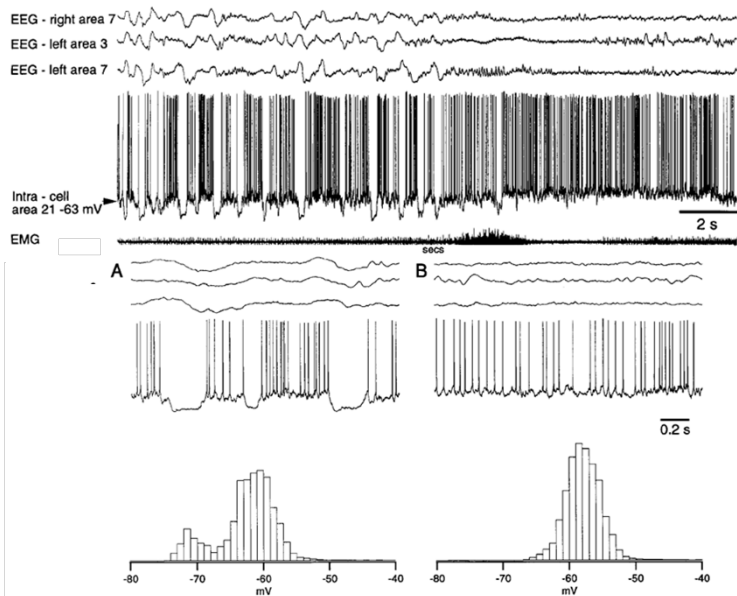 EEG - right area 7
EEG - left area 3
EEG - left area 7
Intra - cell
area 21 -63 mV
2 s
EMG
secs
A
B
0.2 s
-80 -70 -60 -50 -40
mV
-80 -70 -60 -50 -40
mV